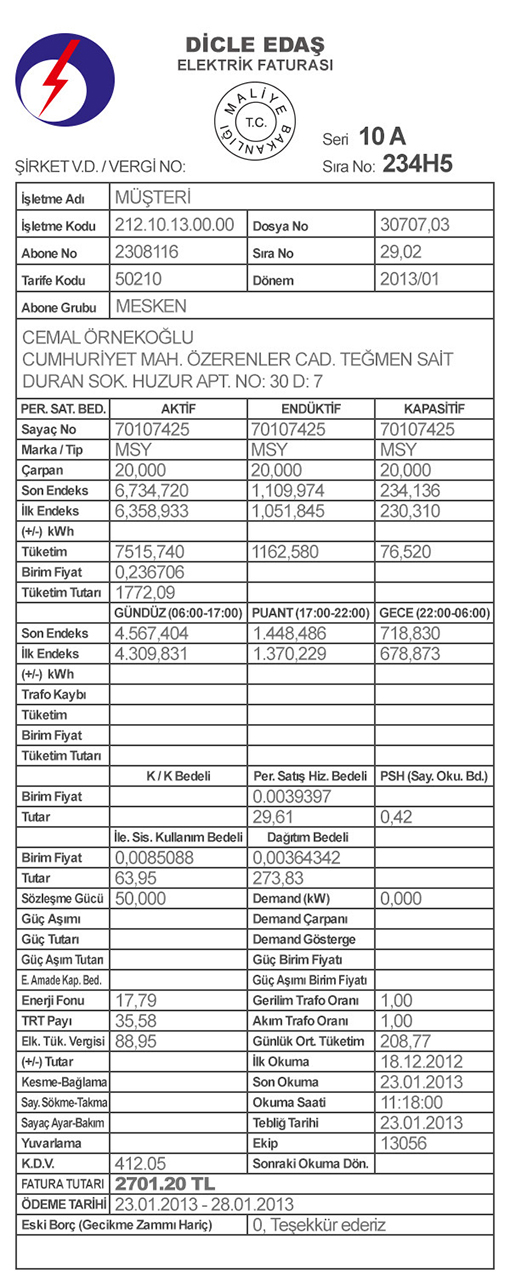 DİCLE EDAŞ
ELEKTRİK FATURASI
MALİYE BAKANLIĞI
T.C.
Seri 10 A
ŞİRKET V.D. / VERGİ NO: Sıra No: 234H5
İşletme Adı MÜŞTERİ
İşletme Kodu 212.10.13.00.00 Dosya No 30707,03
Abone No 2308116 Sıra No 29,02
Tarife Kodu 50210 Dönem 2013/01
Abone Grubu MESKEN
CEMAL ÖRNEKOĞLU
CUMHURİYET MAH. ÖZERENLER CAD. TEĞMEN SAİT
DURAN SOK. HUZUR APT. NO: 30 D: 7
PER. SAT. BED. AKTİF ENDÜKTİF KAPASİTİF
Sayaç No 70107425 70107425 70107425
Marka / Tip MSY MSY MSY
Çarpan 20,000 20,000 20,000
Son Endeks 6,734,720 1,109,974 234,136
İlk Endeks 6,358,933 1,051,845 230,310
(+/-) kWh
Tüketim 7515,740 1162,580 76,520
Birim Fiyat 0,236706
Tüketim Tutarı 1772,09
GÜNDÜZ (06:00-17:00) PUANT (17:00-22:00) GECE (22:00-06:00)
Son Endeks 4.567,404 1.448,486 718,830
İlk Endeks 4.309,831 1.370,229 678,873
(+/-) kWh
Trafo Kaybı
Tüketim
Birim Fiyat
Tüketim Tutarı
K / K Bedeli Per. Satış Hiz. Bedeli PSH (Say. Oku. Bd.)
Birim Fiyat 0.0039397
Tutar 29,61 0,42
İle. Sis. Kullanım Bedeli Dağıtım Bedeli
Birim Fiyat 0,0085088 0,00364342
Tutar 63,95 273,83
Sözleşme Gücü 50,000 Demand (kW) 0,000
Güç Aşımı Demand Çarpanı
Güç Tutarı Demand Gösterge
Güç Aşım Tutarı Güç Birim Fiyatı
E. Amade Kap. Bed. Güç Aşımı Birim Fiyatı
Enerji Fonu 17,79 Gerilim Trafo Oranı 1,00
TRT Payı 35,58 Akım Trafo Oranı 1,00
Elk. Tük. Vergisi 88,95 Günlük Ort. Tüketim 208,77
(+/-) Tutar İlk Okuma 18.12.2012
Kesme-Bağlama Son Okuma 23.01.2013
Say. Sökme-Takma Okuma Saati 11:18:00
Sayaç Ayar-Bakım Tebliğ Tarihi 23.01.2013
Yuvarlama Ekip 13056
K.D.V. 412.05 Sonraki Okuma Dön.
FATURA TUTARI 2701.20 TL
ÖDEME TARİHİ 23.01.2013 - 28.01.2013
Eski Borç (Gecikme Zammı Hariç) 0, Teşekkür ederiz